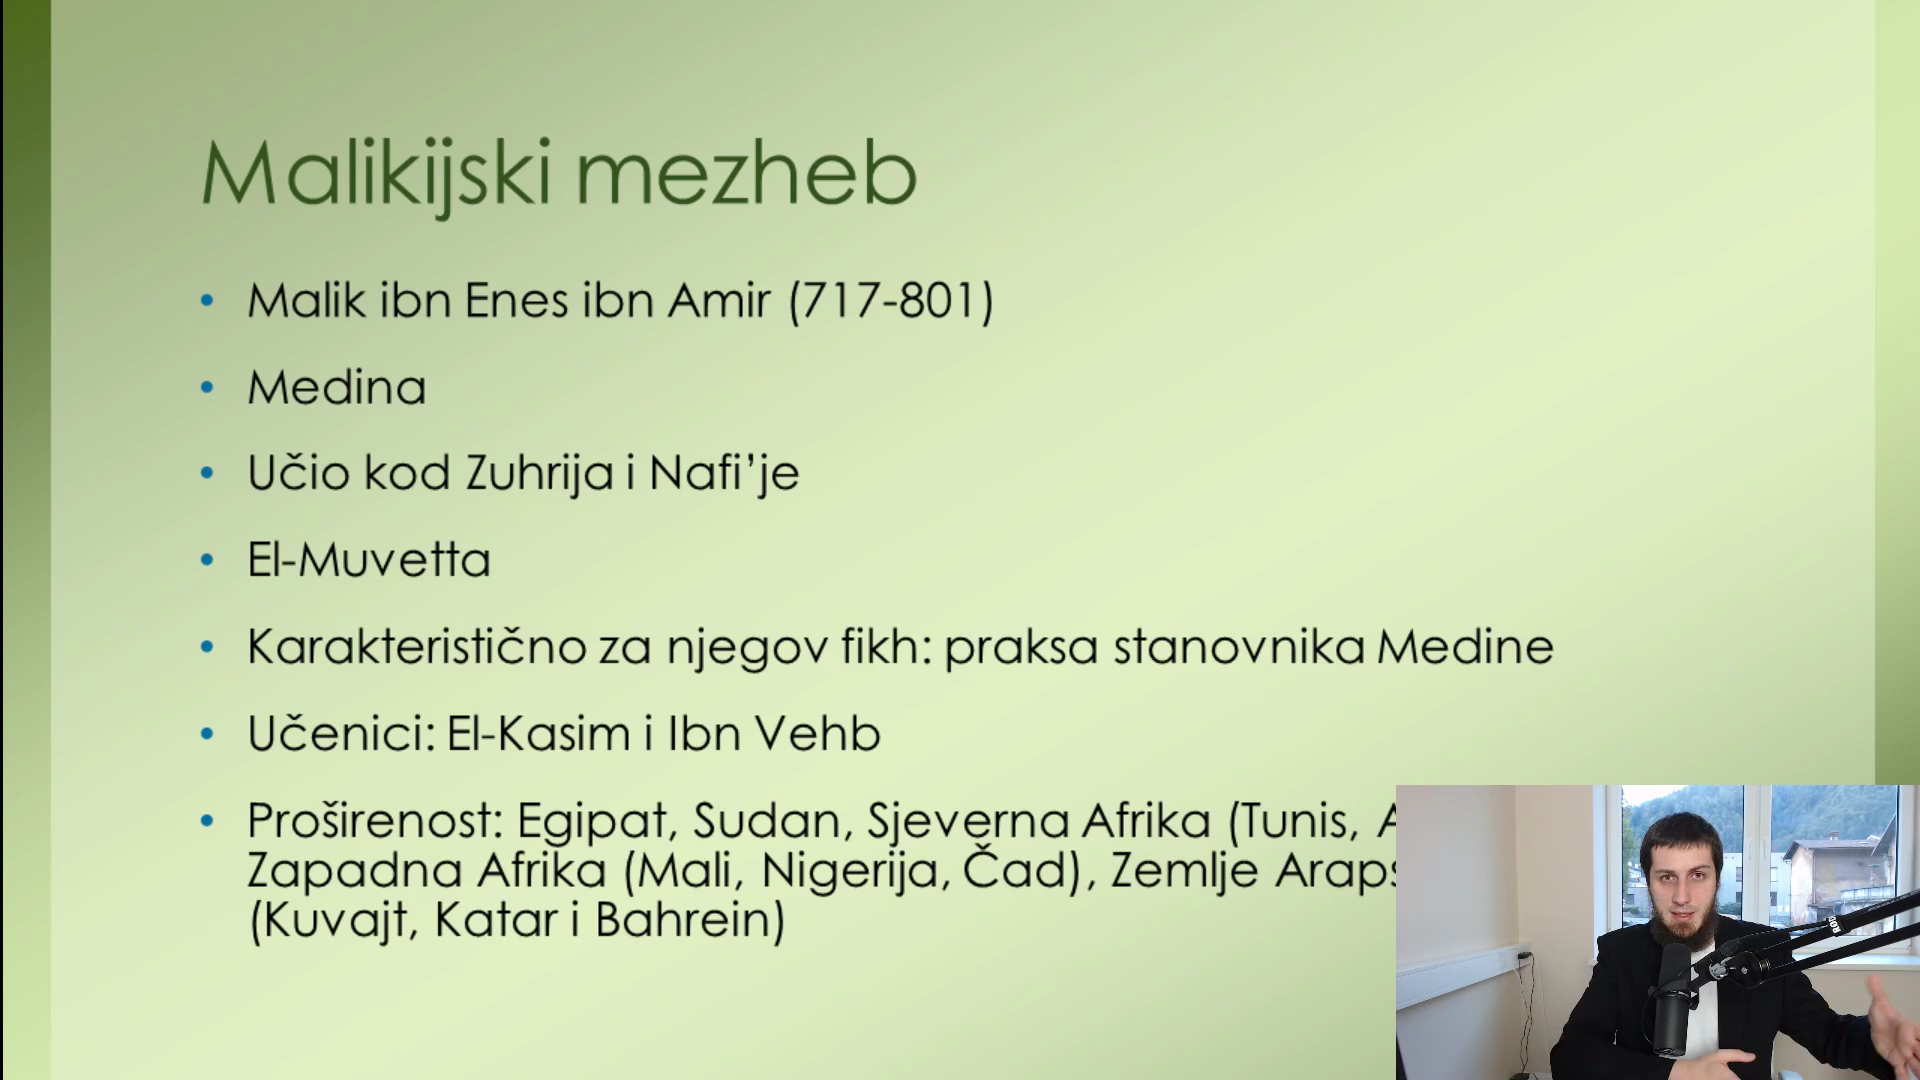 Malikijski mezheb
• Malik ibn Enes ibn Amir (717-801)
• Medina
• Učio kod Zuhrija i Nafi’je
• El-Muvetta
• Karakteristično za njegov fikh: praksa stanovnika Medine
• Učenici: El-Kasim i Ibn Vehb
• Proširenost: Egipat, Sudan, Sjeverna Afrika (Tunis,
Zapadna Afrika (Mali, Nigerija, Čad), Zemlje
(Kuvajt, Katar i Bahrein)